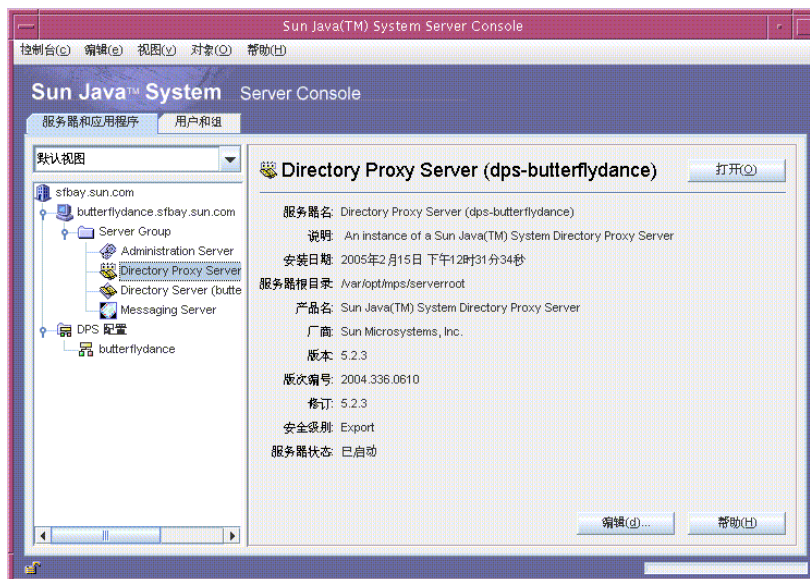 Sun Java(TM) System Server Console
控制台(c) 编辑(e) 视图(v) 对象(O) 帮助(H)
Sun Java™ System Server Console
服务器和应用程序 用户和组
默认视图
sfbay.sun.com
butterflydance.sfbay.sun.com
Server Group
Administration Server
Directory Proxy Server
Directory Server (butte
Messaging Server
DPS 配置
butterflydance
Directory Proxy Server (dps-butterflydance) 打开(O)
服务器名: Directory Proxy Server (dps-butterflydance)
说明: An instance of a Sun Java(TM) System Directory Proxy Server
安装日期: 2005年2月15日 下午12时31分34秒
服务器根目录: /var/opt/mps/serverroot
产品名: Sun Java(TM) System Directory Proxy Server
厂商: Sun Microsystems, Inc.
版本: 5.2.3
版次编号: 2004.336.0610
修订: 5.2.3
安全级别: Export
服务器状态: 已启动
编辑(d)... 帮助(H)